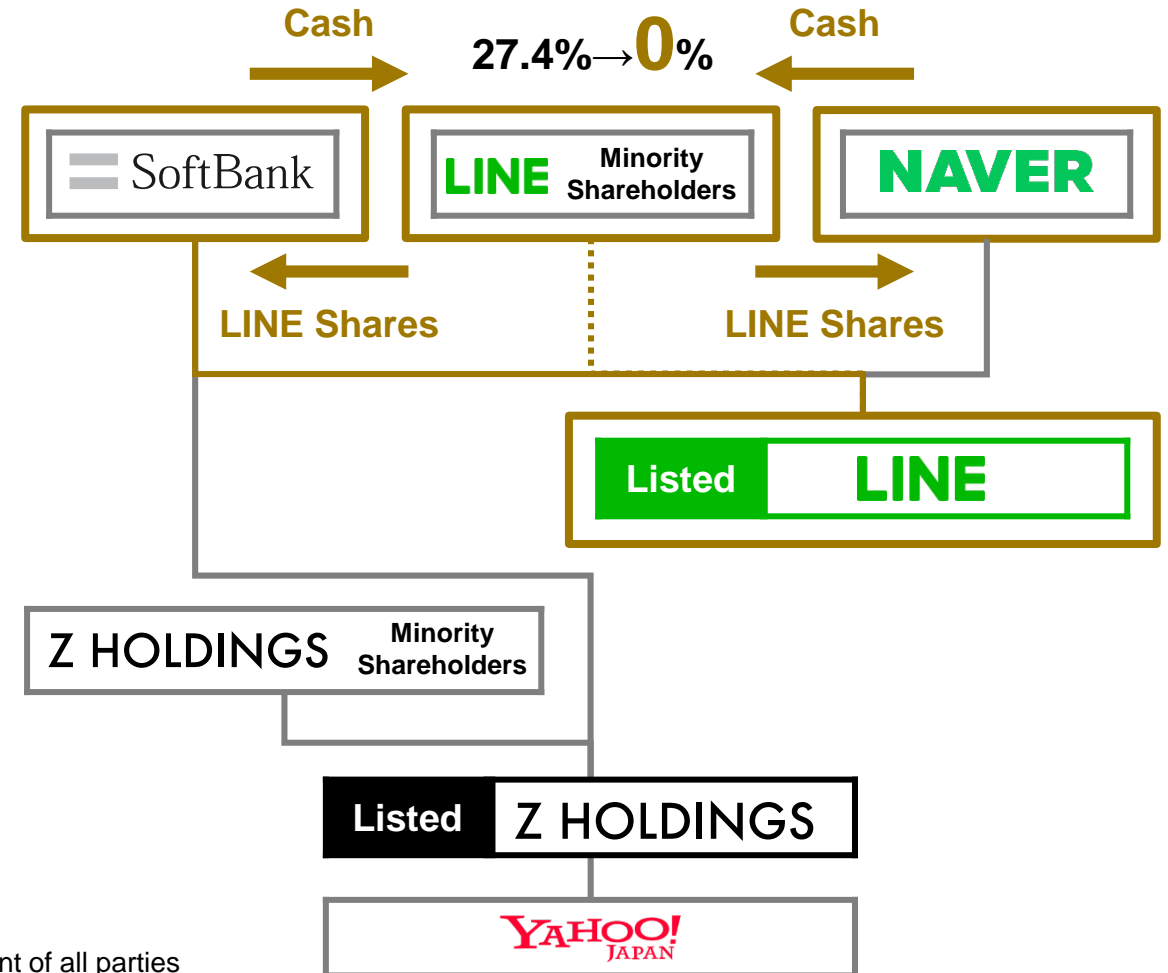 Cash
27.4%→0%
Cash
SoftBank
LINE
Minority
Shareholders
NAVER
LINE Shares
LINE Shares
Listed
LINE
Z HOLDINGS
Minority
Shareholders
Listed
Z HOLDINGS
YAHOO!
JAPAN
nt of all parties